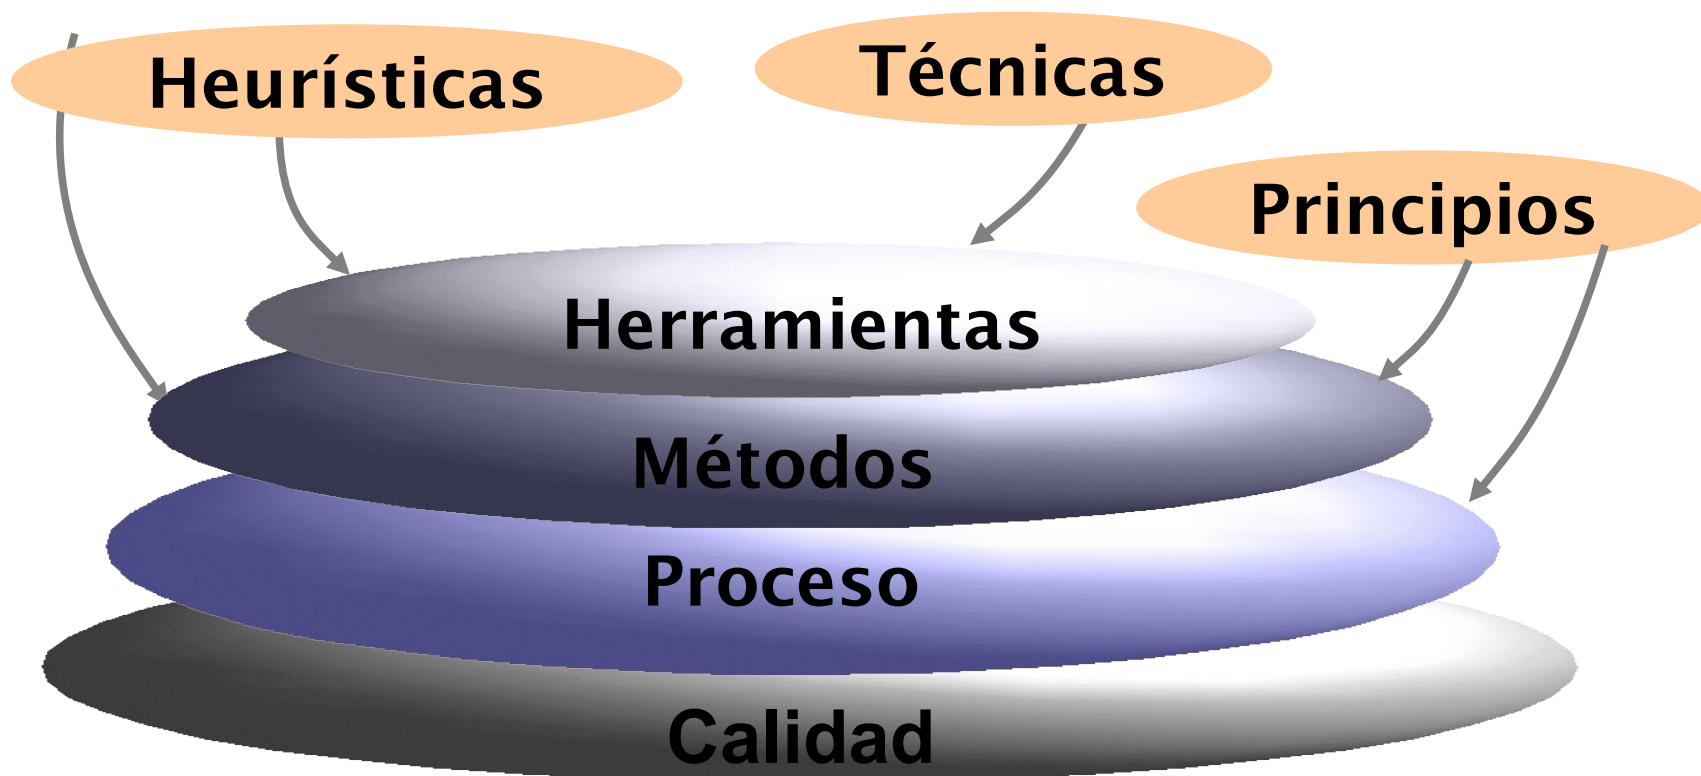 Heurísticas
Técnicas
Principios
Herramientas
Métodos
Proceso
Calidad